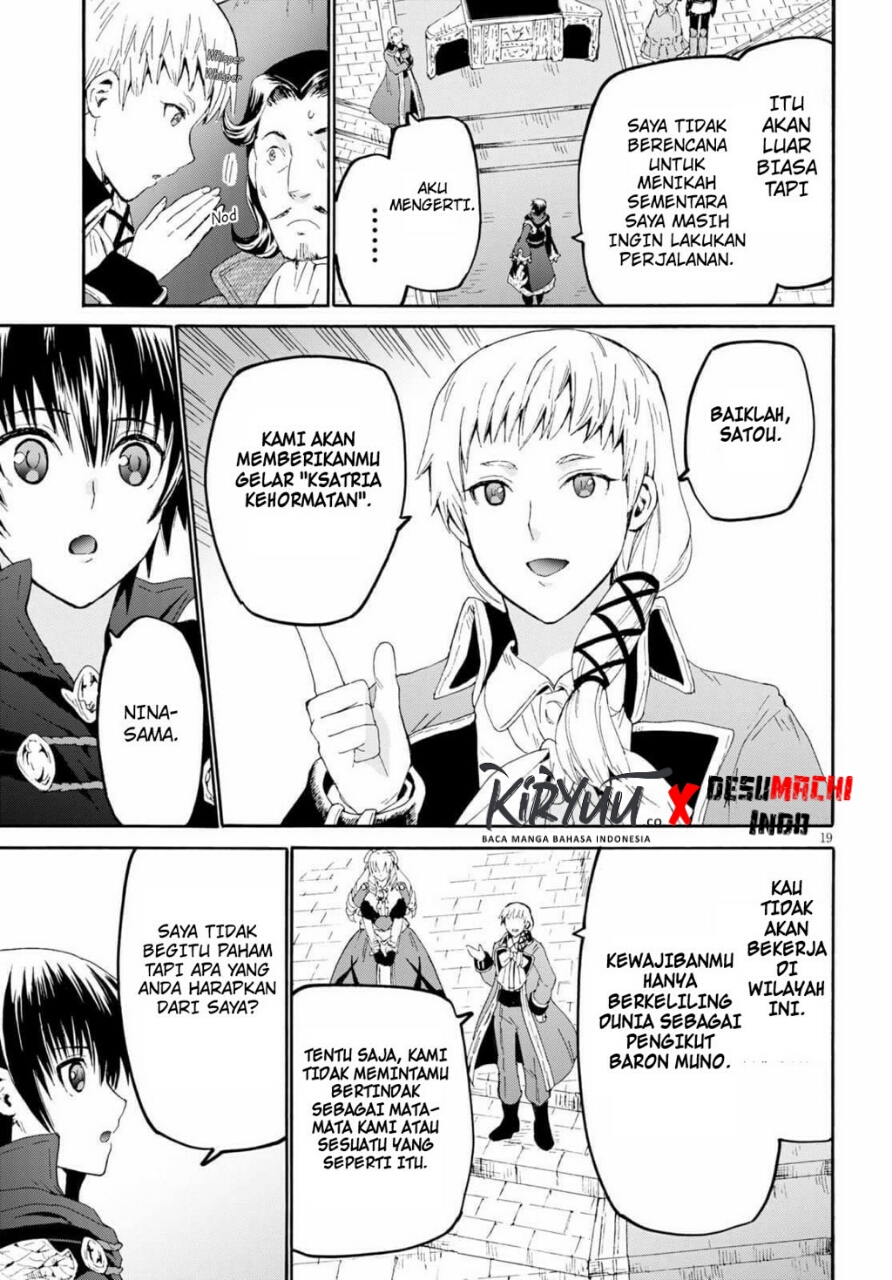 ITU
AKAN
LUAR
BIASA
TAPI
SAYA TIDAK
BERENCANA
UNTUK
MENIKAH
SEMENTARA
SAYA MASIH
INGIN LAKUKAN
PERJALANAN.
AKU
MENGERTI.
Whisper
Whisper
Nod
BAIKLAH,
SATOU.
KAMI AKAN
MEMBERIKANMU
GELAR "KSATRIA
KEHORMATAN".
NINA-
SAMA.
KIRYUU.co X DESUMACHI
INDO
BACA MANGA BAHASA INDONESIA
19
KAU
TIDAK
AKAN
BEKERJA
DI
WILAYAH
INI.
KEWAJIBANMU
HANYA
BERKELILING
DUNIA SEBAGAI
PENGIKUT
BARON MUNO.
TENTU SAJA, KAMI
TIDAK MEMINTAMU
BERTINDAK
SEBAGAI MATA-
MATA KAMI ATAU
SESUATU YANG
SEPERTI ITU.
SAYA TIDAK
BEGITU PAHAM
TAPI APA YANG
ANDA HARAPKAN
DARI SAYA?